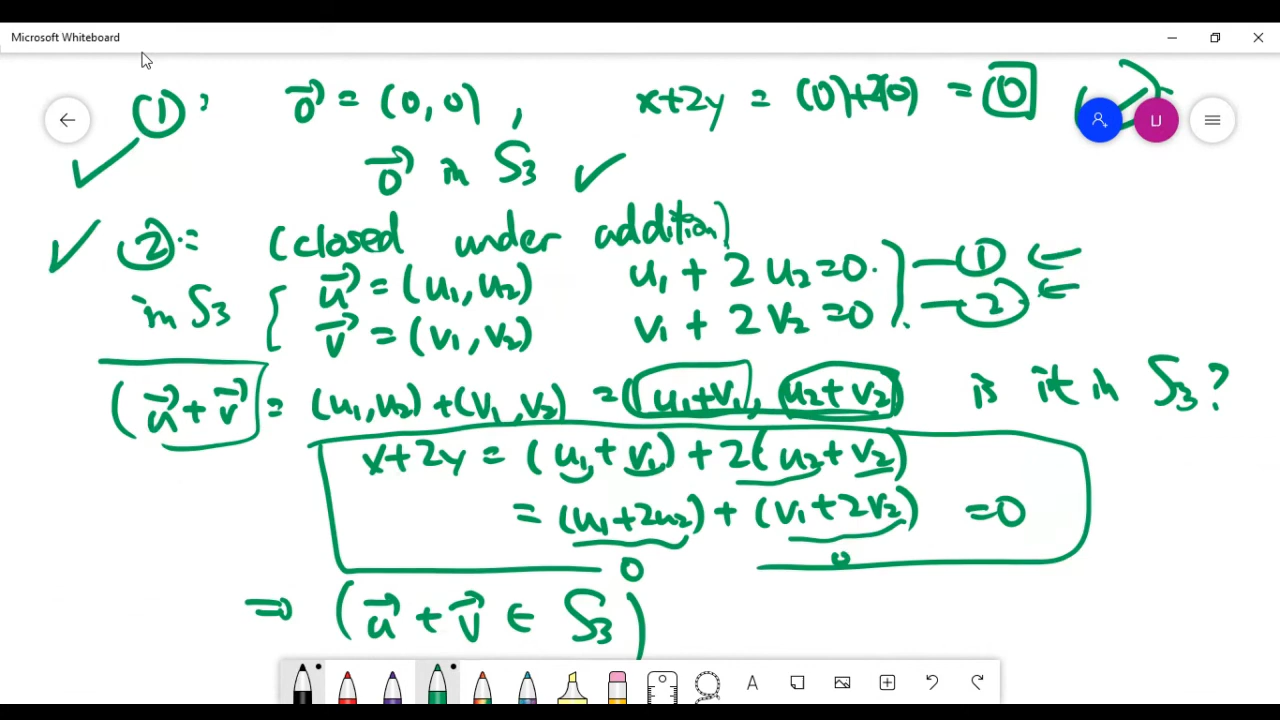 Microsoft Whiteboard
①: 0⃗ = (0, 0), x+2y = (0)+2(0) = 0
0⃗ in S₃ ✓
✓ ②: (closed under addition)
in S₃ { u⃗ = (u₁, u₂) u₁ + 2u₂ = 0 — ① ←
v⃗ = (v₁, v₂) v₁ + 2v₂ = 0 — ② ←
(u⃗ + v⃗) = (u₁, u₂) + (v₁, v₂) = (u₁+v₁, u₂+v₂) is it in S₃?
x+2y = (u₁+v₁) + 2(u₂+v₂)
= (u₁+2u₂) + (v₁+2v₂) = 0
0 0
⇒ (u⃗ + v⃗ ∈ S₃)
U
A